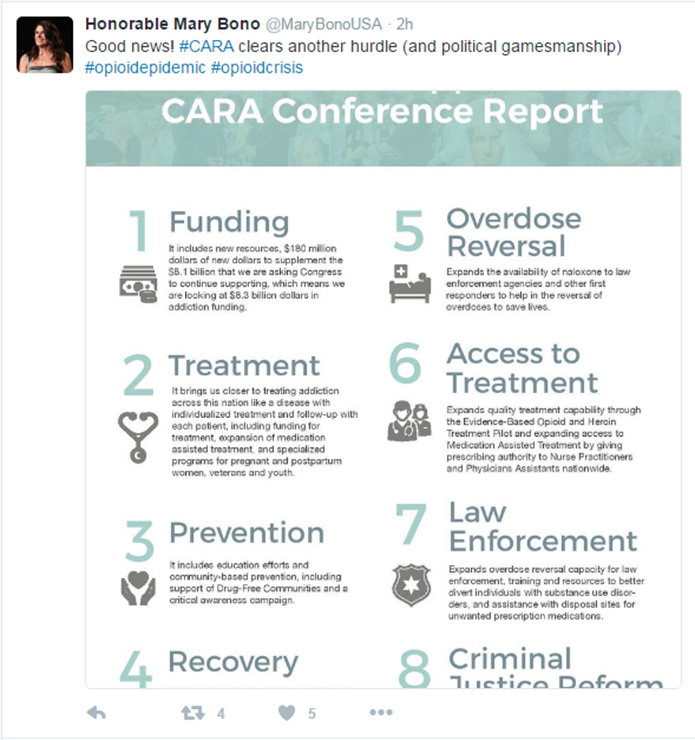 Honorable Mary Bono @MaryBonoUSA · 2h
Good news! #CARA clears another hurdle (and political gamesmanship)
#opioidepidemic #opioidcrisis
CARA Conference Report
1 Funding
It includes new resources, $180 million
dollars of new dollars to supplement the
$8.1 billion that we are asking Congress
to continue supporting, which means we
are looking at $8.3 billion dollars in
addiction funding.
2 Treatment
It brings us closer to treating addiction
across this nation like a disease with
individualized treatment and follow-up with
each patient, including funding for
treatment, expansion of medication
assisted treatment, and specialized
programs for pregnant and postpartum
women, veterans and youth.
3 Prevention
It includes education efforts and
community-based prevention, including
support of Drug-Free Communities and a
critical awareness campaign.
4 Recovery
5 Overdose
Reversal
Expands the availability of naloxone to law
enforcement agencies and other first
responders to help in the reversal of
overdoses to save lives.
6 Access to
Treatment
Expands quality treatment capability through
the Evidence-Based Opioid and Heroin
Treatment Pilot and expanding access to
Medication Assisted Treatment by giving
prescribing authority to Nurse Practitioners
and Physicians Assistants nationwide.
7 Law
Enforcement
Expands overdose reversal capacity for law
enforcement, training and resources to better
divert individuals with substance use disor-
ders, and assistance with disposal sites for
unwanted prescription medications.
8 Criminal
Justice Reform
4
5